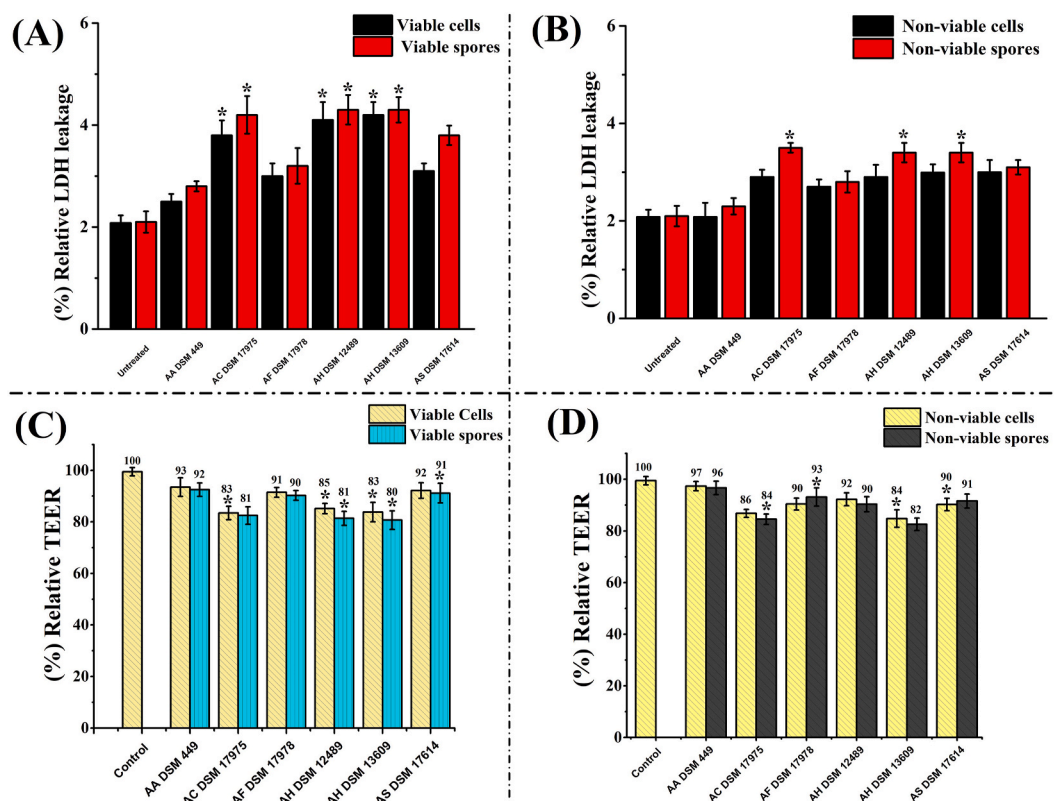 (A)
Viable cells
Viable spores
(%) Relative LDH leakage
6
4
2
0
* * * * * *
Untreated
AA DSM 449
AC DSM 17975
AF DSM 17978
AH DSM 12489
AH DSM 13609
AS DSM 17614
(B)
Non-viable cells
Non-viable spores
(%) Relative LDH leakage
6
4
2
0
* * *
Untreated
AA DSM 449
AC DSM 17975
AF DSM 17978
AH DSM 12489
AH DSM 13609
AS DSM 17614
(C)
Viable Cells
Viable spores
(%) Relative TEER
100
80
60
40
20
0
100 93 92 83 81 91 90 85 81 83 80 92 91
* * * * * *
Control
AA DSM 449
AC DSM 17975
AF DSM 17978
AH DSM 12489
AH DSM 13609
AS DSM 17614
(D)
Non-viable cells
Non-viable spores
(%) Relative TEER
100
80
60
40
20
0
100 97 96 86 84 90 93 92 90 84 82 90 91
* * * *
Control
AA DSM 449
AC DSM 17975
AF DSM 17978
AH DSM 12489
AH DSM 13609
AS DSM 17614